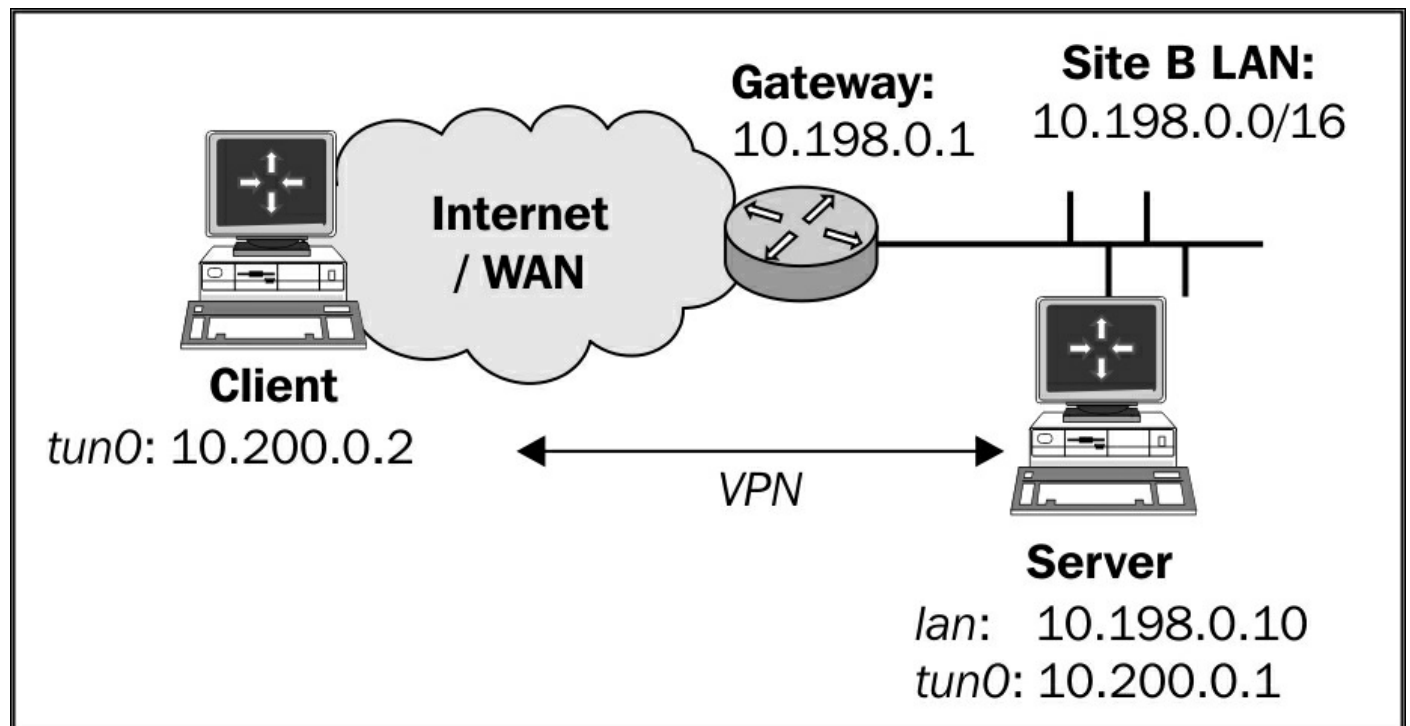 Gateway:
10.198.0.1
Site B LAN:
10.198.0.0/16
Internet
/ WAN
Client
tun0: 10.200.0.2
VPN
Server
lan: 10.198.0.10
tun0: 10.200.0.1